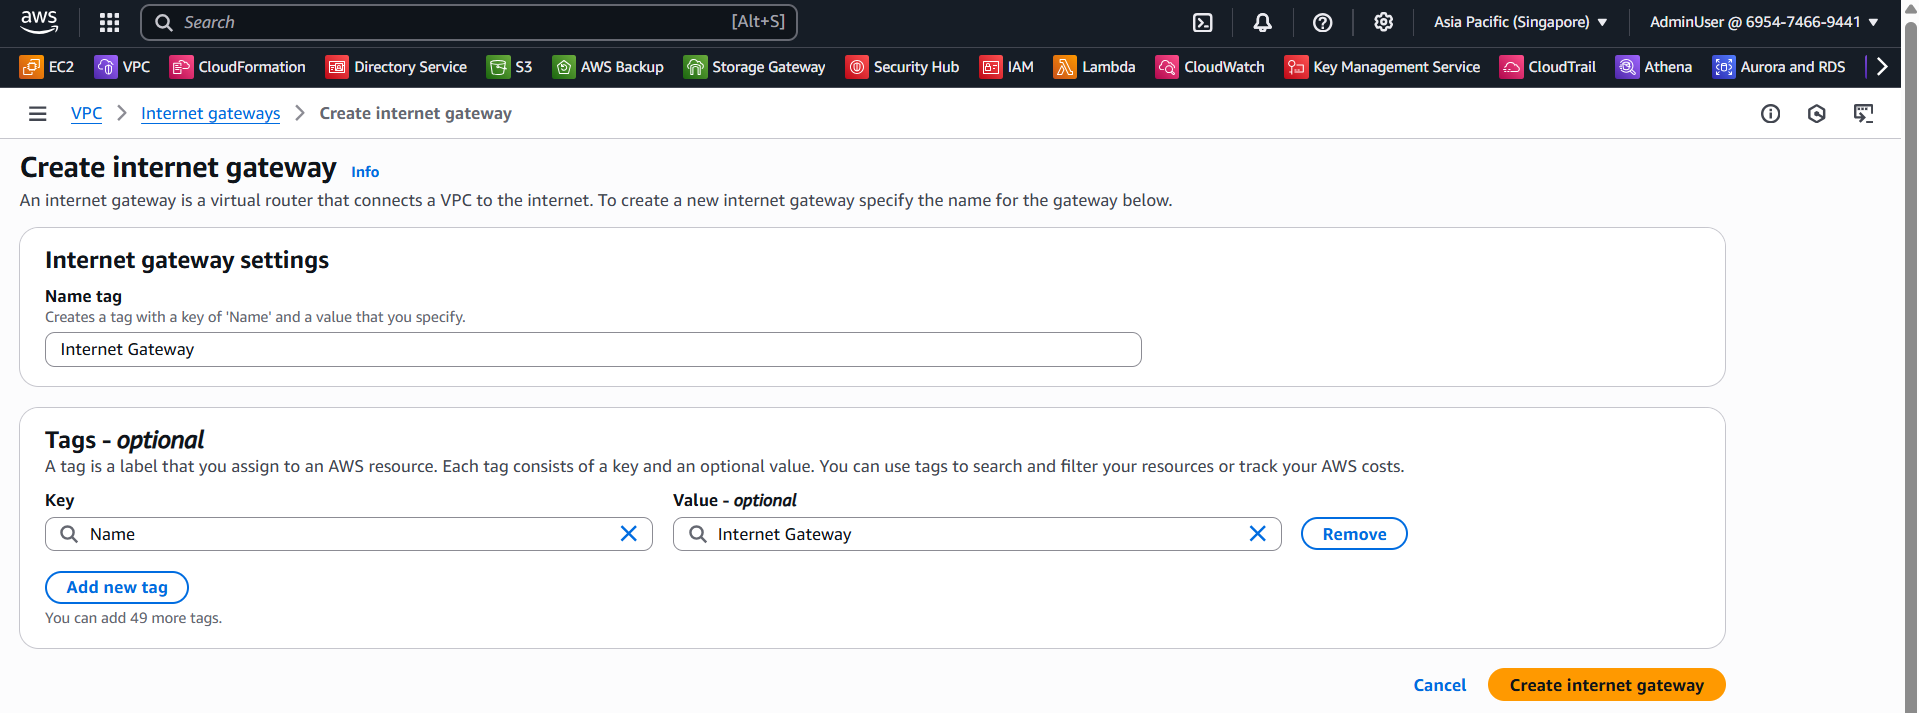 aws
Search [Alt+S] Asia Pacific (Singapore) AdminUser @ 6954-7466-9441
EC2 VPC CloudFormation Directory Service S3 AWS Backup Storage Gateway Security Hub IAM Lambda CloudWatch Key Management Service CloudTrail Athena Aurora and RDS
VPC Internet gateways Create internet gateway
Create internet gateway Info
An internet gateway is a virtual router that connects a VPC to the internet. To create a new internet gateway specify the name for the gateway below.
Internet gateway settings
Name tag
Creates a tag with a key of 'Name' and a value that you specify.
Internet Gateway
Tags - optional
A tag is a label that you assign to an AWS resource. Each tag consists of a key and an optional value. You can use tags to search and filter your resources or track your AWS costs.
Key Value - optional
Name Internet Gateway Remove
Add new tag
You can add 49 more tags.
Cancel Create internet gateway